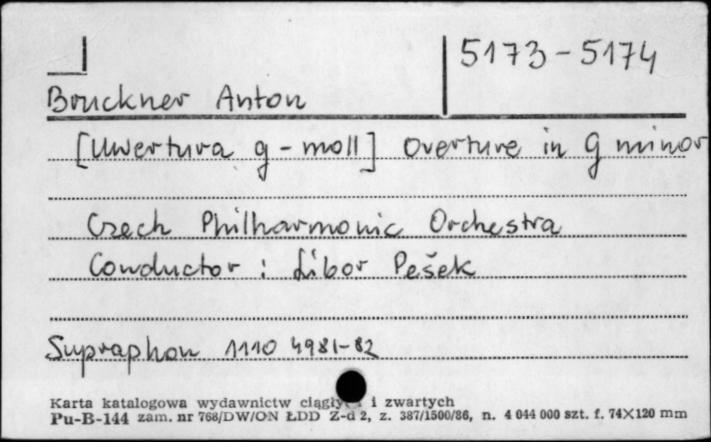 5173-5174
Bruckner Anton
[Uwertura g-moll] Overture in G minor
Czech Philharmonic Orchestra
Conductor: Libor Pešek
Supraphon 1110 4981-82
Karta katalogowa wydawnictw i zwartych
Pu-B-144 zam. nr 768/DW/ON ŁDD Z-d 2, z. 387/1500/86, n. 4 044 000 szt. f. 74×120 mm